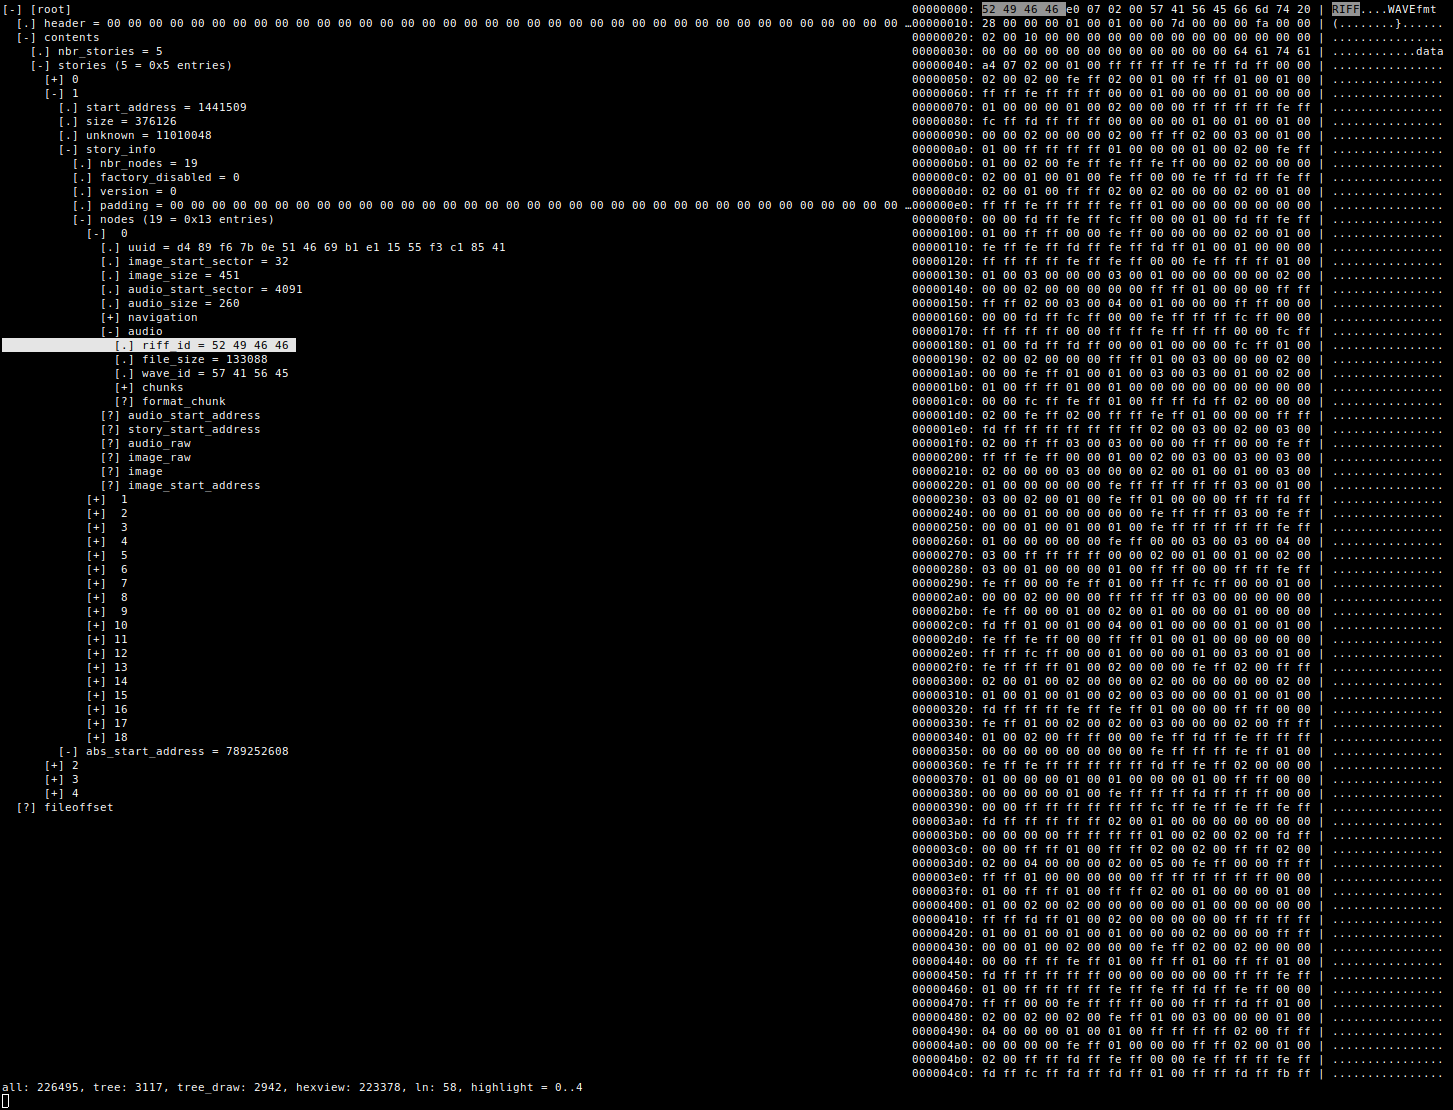 [-] [root]
[.] header = 00 00 00 00 00 00 00 00 00 00 00 00 00 00 00 00 00 00 00 00 00 00 00 00 00 00 00 00 00 00 00 00 00 00 00 00 00 00 …
[-] contents
[.] nbr_stories = 5
[-] stories (5 = 0x5 entries)
[+] 0
[-] 1
[.] start_address = 1441509
[.] size = 376126
[.] unknown = 11010048
[-] story_info
[.] nbr_nodes = 19
[.] factory_disabled = 0
[.] version = 0
[.] padding = 00 00 00 00 00 00 00 00 00 00 00 00 00 00 00 00 00 00 00 00 00 00 00 00 00 00 00 00 00 00 00 00 00 00 00 00 00 …
[-] nodes (19 = 0x13 entries)
[-] 0
[.] uuid = d4 89 f6 7b 0e 51 46 69 b1 e1 15 55 f3 c1 85 41
[.] image_start_sector = 32
[.] image_size = 451
[.] audio_start_sector = 4091
[.] audio_size = 260
[+] navigation
[-] audio
[.] riff_id = 52 49 46 46
[.] file_size = 133088
[.] wave_id = 57 41 56 45
[+] chunks
[?] format_chunk
[?] audio_start_address
[?] story_start_address
[?] audio_raw
[?] image_raw
[?] image
[?] image_start_address
[+] 1
[+] 2
[+] 3
[+] 4
[+] 5
[+] 6
[+] 7
[+] 8
[+] 9
[+] 10
[+] 11
[+] 12
[+] 13
[+] 14
[+] 15
[+] 16
[+] 17
[+] 18
[-] abs_start_address = 789252608
[+] 2
[+] 3
[+] 4
[?] fileoffset
00000000: 52 49 46 46 e0 07 02 00 57 41 56 45 66 6d 74 20 | RIFF....WAVEfmt
00000010: 28 00 00 00 01 00 01 00 00 7d 00 00 00 fa 00 00 | (........}......
00000020: 02 00 10 00 00 00 00 00 00 00 00 00 00 00 00 00 | ................
00000030: 00 00 00 00 00 00 00 00 00 00 00 00 64 61 74 61 | ............data
00000040: a4 07 02 00 01 00 ff ff ff ff fe ff fd ff 00 00 | ................
00000050: 02 00 02 00 fe ff 02 00 01 00 ff ff 01 00 01 00 | ................
00000060: ff ff fe ff ff ff 00 00 01 00 00 00 01 00 01 00 | ................
00000070: 01 00 00 00 01 00 02 00 00 00 ff ff ff ff fe ff | ................
00000080: fc ff fd ff ff ff 00 00 00 00 01 00 01 00 01 00 | ................
00000090: 00 00 02 00 00 00 02 00 ff ff 02 00 03 00 01 00 | ................
000000a0: 01 00 ff ff ff ff 01 00 00 00 01 00 02 00 fe ff | ................
000000b0: 01 00 02 00 fe ff fe ff fe ff 00 00 02 00 00 00 | ................
000000c0: 02 00 01 00 01 00 fe ff 00 00 fe ff fd ff fe ff | ................
000000d0: 02 00 01 00 ff ff 02 00 02 00 00 00 02 00 01 00 | ................
000000e0: ff ff fe ff ff ff fe ff 01 00 00 00 00 00 00 00 | ................
000000f0: 00 00 fd ff fe ff fc ff 00 00 01 00 fd ff fe ff | ................
00000100: 01 00 ff ff 00 00 fe ff 00 00 00 00 02 00 01 00 | ................
00000110: fe ff fe ff fd ff fe ff fd ff 01 00 01 00 00 00 | ................
00000120: ff ff ff ff fe ff fe ff 00 00 fe ff ff ff 01 00 | ................
00000130: 01 00 03 00 00 00 03 00 01 00 00 00 00 00 02 00 | ................
00000140: 00 00 02 00 00 00 00 00 ff ff 01 00 00 00 ff ff | ................
00000150: ff ff 02 00 03 00 04 00 01 00 00 00 ff ff 00 00 | ................
00000160: 00 00 fd ff fc ff 00 00 fe ff ff ff fc ff 00 00 | ................
00000170: ff ff ff ff 00 00 ff ff fe ff ff ff 00 00 fc ff | ................
00000180: 01 00 fd ff fd ff 00 00 01 00 00 00 fc ff 01 00 | ................
00000190: 02 00 02 00 00 00 ff ff 01 00 03 00 00 00 02 00 | ................
000001a0: 00 00 fe ff 01 00 01 00 03 00 03 00 01 00 02 00 | ................
000001b0: 01 00 ff ff 01 00 01 00 00 00 00 00 00 00 00 00 | ................
000001c0: 00 00 fc ff fe ff 01 00 ff ff fd ff 02 00 00 00 | ................
000001d0: 02 00 fe ff 02 00 ff ff fe ff 01 00 00 00 ff ff | ................
000001e0: fd ff ff ff ff ff ff ff 02 00 03 00 02 00 03 00 | ................
000001f0: 02 00 ff ff 03 00 03 00 00 00 ff ff 00 00 fe ff | ................
00000200: ff ff fe ff 00 00 01 00 02 00 03 00 03 00 03 00 | ................
00000210: 02 00 00 00 03 00 00 00 02 00 01 00 01 00 03 00 | ................
00000220: 01 00 00 00 00 00 fe ff ff ff ff ff 03 00 01 00 | ................
00000230: 03 00 02 00 01 00 fe ff 01 00 00 00 ff ff fd ff | ................
00000240: 00 00 01 00 00 00 00 00 fe ff ff ff 03 00 fe ff | ................
00000250: 00 00 01 00 01 00 01 00 fe ff ff ff ff ff fe ff | ................
00000260: 01 00 00 00 00 00 fe ff 00 00 03 00 03 00 04 00 | ................
00000270: 03 00 ff ff ff ff 00 00 02 00 01 00 01 00 02 00 | ................
00000280: 03 00 01 00 00 00 01 00 ff ff 00 00 ff ff fe ff | ................
00000290: fe ff 00 00 fe ff 01 00 ff ff fc ff 00 00 01 00 | ................
000002a0: 00 00 02 00 00 00 ff ff ff ff 03 00 00 00 00 00 | ................
000002b0: fe ff 00 00 01 00 02 00 01 00 00 00 01 00 00 00 | ................
000002c0: fd ff 01 00 01 00 04 00 01 00 00 00 01 00 01 00 | ................
000002d0: fe ff fe ff 00 00 ff ff 01 00 01 00 00 00 00 00 | ................
000002e0: ff ff fc ff 00 00 01 00 00 00 01 00 03 00 01 00 | ................
000002f0: fe ff ff ff 01 00 02 00 00 00 fe ff 02 00 ff ff | ................
00000300: 02 00 01 00 02 00 00 00 02 00 00 00 00 00 02 00 | ................
00000310: 01 00 01 00 01 00 02 00 03 00 00 00 01 00 01 00 | ................
00000320: fd ff ff ff fe ff fe ff 01 00 00 00 ff ff 00 00 | ................
00000330: fe ff 01 00 02 00 02 00 03 00 00 00 02 00 ff ff | ................
00000340: 01 00 02 00 ff ff 00 00 fe ff fd ff fe ff ff ff | ................
00000350: 00 00 00 00 00 00 00 00 fe ff ff ff fe ff 01 00 | ................
00000360: fe ff fe ff ff ff ff ff fd ff fe ff 02 00 00 00 | ................
00000370: 01 00 00 00 01 00 01 00 00 00 01 00 ff ff 00 00 | ................
00000380: 00 00 00 00 01 00 fe ff ff ff fd ff ff ff 00 00 | ................
00000390: 00 00 ff ff ff ff ff ff fc ff fe ff fe ff fe ff | ................
000003a0: fd ff ff ff ff ff 02 00 01 00 00 00 00 00 00 00 | ................
000003b0: 00 00 00 00 ff ff ff ff 01 00 02 00 02 00 fd ff | ................
000003c0: 00 00 ff ff 01 00 ff ff 02 00 02 00 ff ff 02 00 | ................
000003d0: 02 00 04 00 00 00 02 00 05 00 fe ff 00 00 ff ff | ................
000003e0: ff ff 01 00 00 00 00 00 ff ff ff ff ff ff 00 00 | ................
000003f0: 01 00 ff ff 01 00 ff ff 02 00 01 00 00 00 01 00 | ................
00000400: 01 00 02 00 02 00 00 00 00 00 01 00 00 00 00 00 | ................
00000410: ff ff fd ff 01 00 02 00 00 00 00 00 ff ff ff ff | ................
00000420: 01 00 01 00 01 00 01 00 00 00 02 00 00 00 ff ff | ................
00000430: 00 00 01 00 02 00 00 00 fe ff 02 00 02 00 00 00 | ................
00000440: 00 00 ff ff fe ff 01 00 ff ff 01 00 ff ff 01 00 | ................
00000450: fd ff ff ff ff ff 00 00 00 00 00 00 ff ff fe ff | ................
00000460: 01 00 ff ff ff ff fe ff fe ff fd ff fe ff 00 00 | ................
00000470: ff ff 00 00 fe ff ff ff 00 00 ff ff fd ff 01 00 | ................
00000480: 02 00 02 00 02 00 fe ff 01 00 03 00 00 00 01 00 | ................
00000490: 04 00 00 00 01 00 01 00 ff ff ff ff 02 00 ff ff | ................
000004a0: 00 00 00 00 fe ff 01 00 00 00 ff ff 02 00 01 00 | ................
000004b0: 02 00 ff ff fd ff fe ff 00 00 fe ff ff ff fe ff | ................
000004c0: fd ff fc ff fd ff fd ff 01 00 ff ff fd ff fb ff | ................
all: 226495, tree: 3117, tree_draw: 2942, hexview: 223378, ln: 58, highlight = 0..4